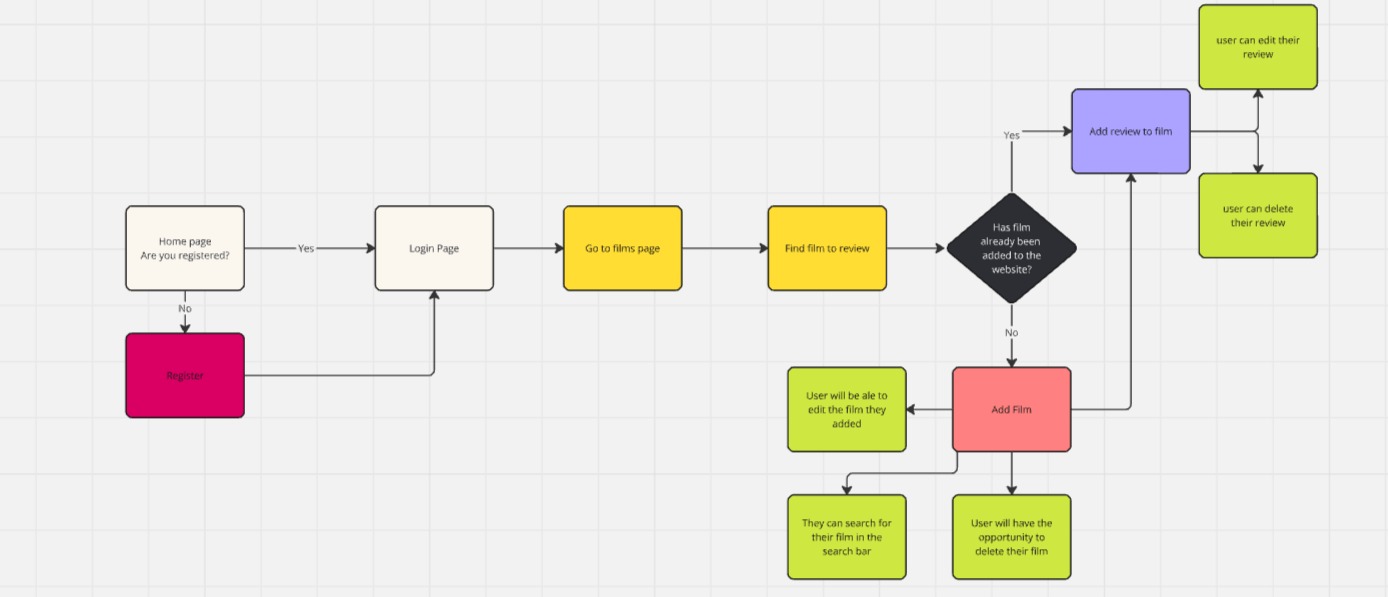 Home page
Are you registered?
Yes
No
Register
Login Page
Go to films page
Find film to review
Has film
already been
added to the
website?
Yes
Add review to film
user can edit their
review
user can delete
their review
No
Add Film
User will be ale to
edit the film they
added
They can search for
their film in the
search bar
User will have the
opportunity to
delete their film